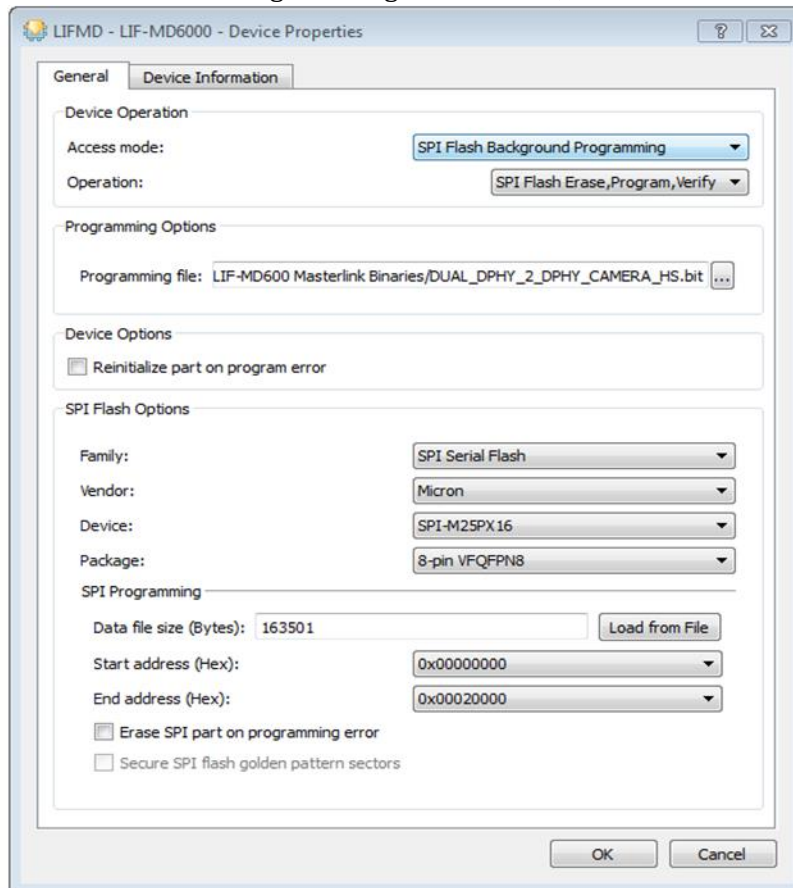 LIFMD - LIF-MD6000 - Device Properties
General Device Information
Device Operation
Access mode: SPI Flash Background Programming
Operation: SPI Flash Erase,Program,Verify
Programming Options
Programming file: LIF-MD600 Masterlink Binaries/DUAL_DPHY_2_DPHY_CAMERA_HS.bit ...
Device Options
Reinitialize part on program error
SPI Flash Options
Family: SPI Serial Flash
Vendor: Micron
Device: SPI-M25PX16
Package: 8-pin VFQFPN8
SPI Programming
Data file size (Bytes): 163501 Load from File
Start address (Hex): 0x00000000
End address (Hex): 0x00020000
Erase SPI part on programming error
Secure SPI flash golden pattern sectors
OK Cancel